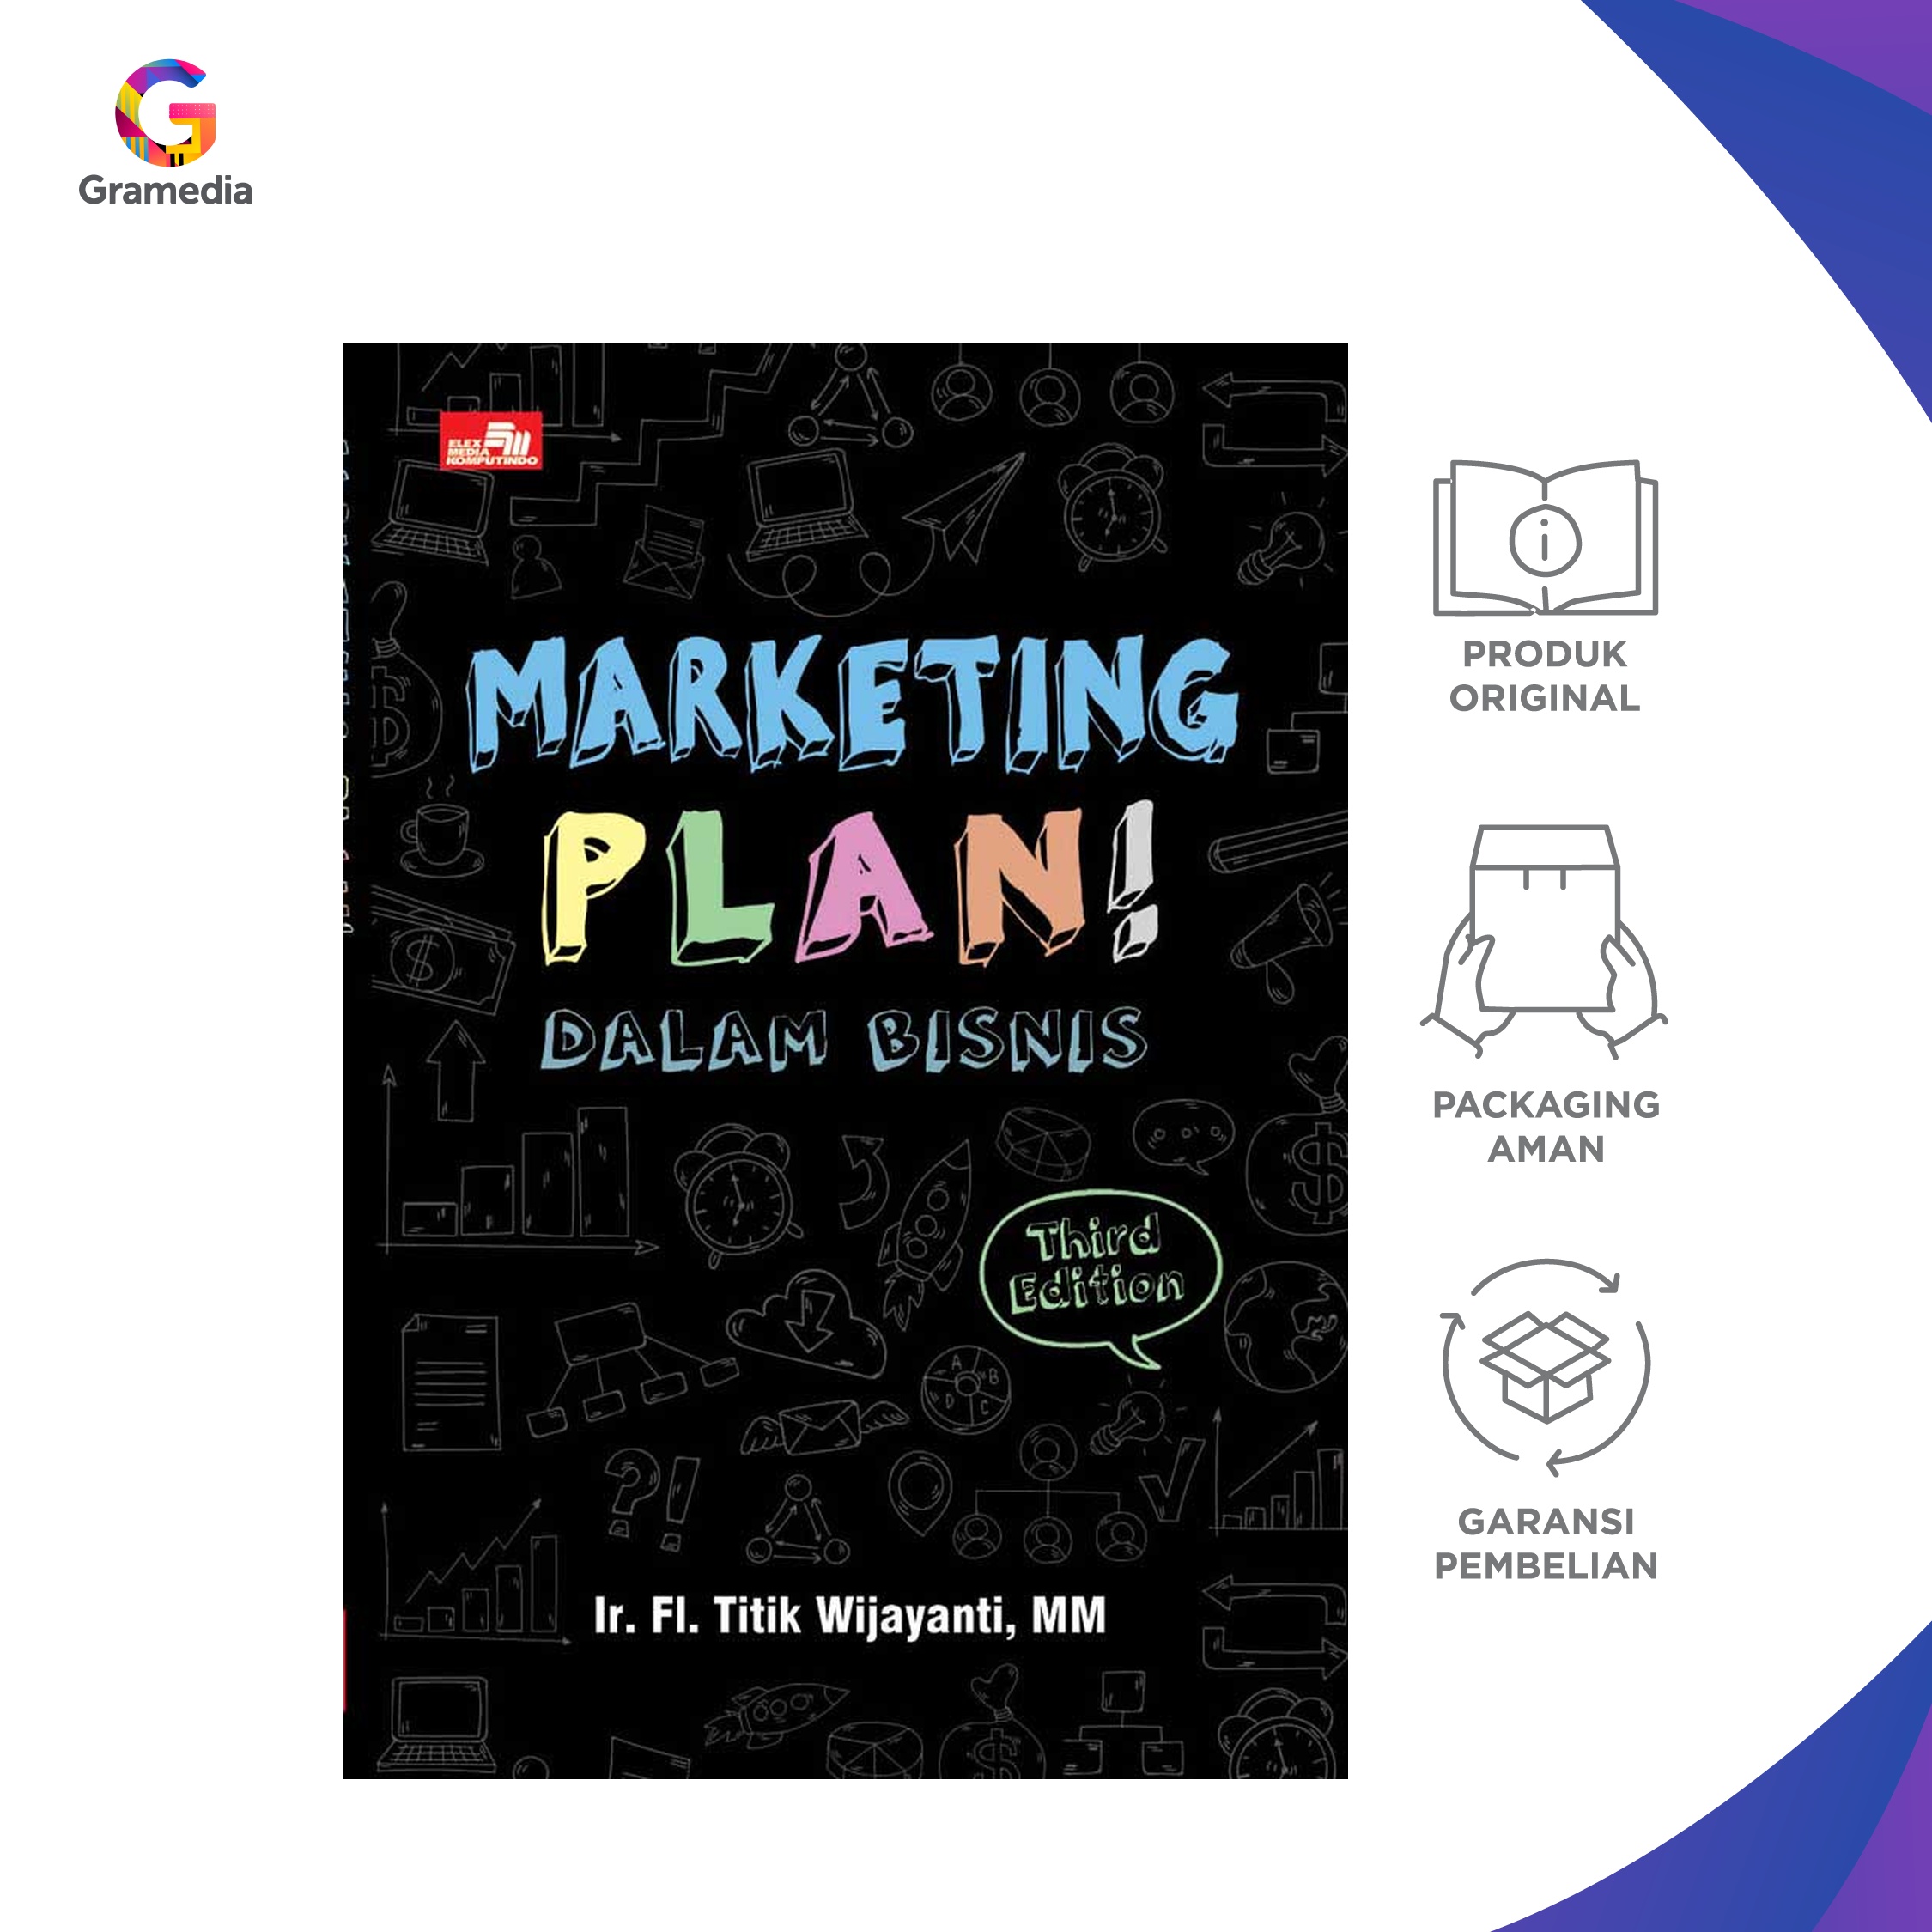 Gramedia
ELEX
MEDIA
KOMPUTINDO
MARKETING
PLAN!
DALAM BISNIS
Third
Edition
A
B
D
C
?!
Ir. Fl. Titik Wijayanti, MM
PRODUK
ORIGINAL
PACKAGING
AMAN
GARANSI
PEMBELIAN